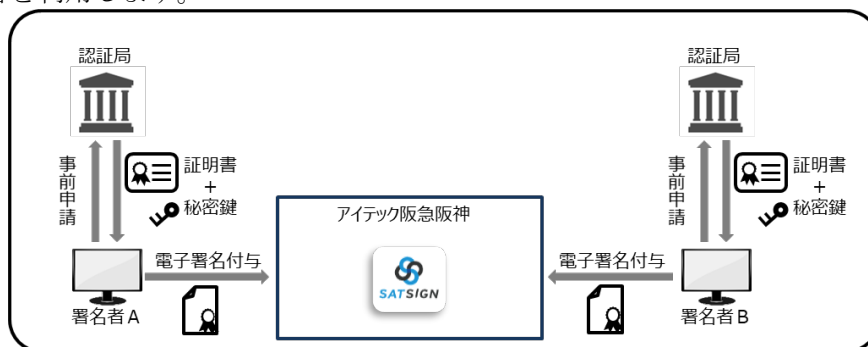 を利用します。
認証局
事前申請
証明書
+
秘密鍵
署名者A
電子署名付与
アイテック阪急阪神
SATSIGN
認証局
事前申請
証明書
+
秘密鍵
電子署名付与
署名者B